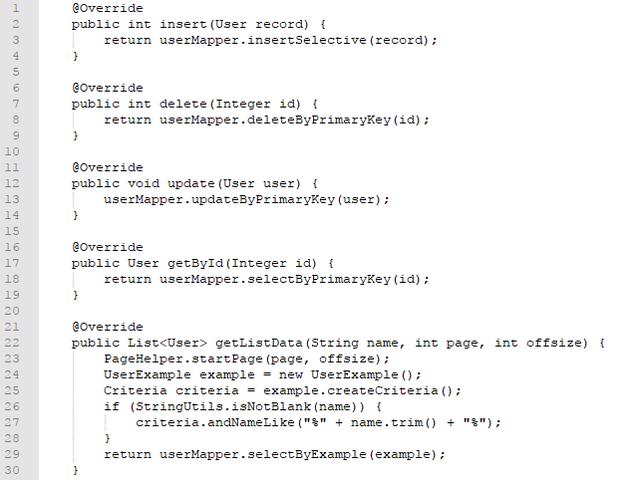 1 @Override
2 public int insert(User record) {
3 return userMapper.insertSelective(record);
4 }
5
6 @Override
7 public int delete(Integer id) {
8 return userMapper.deleteByPrimaryKey(id);
9 }
10
11 @Override
12 public void update(User user) {
13 userMapper.updateByPrimaryKey(user);
14 }
15
16 @Override
17 public User getById(Integer id) {
18 return userMapper.selectByPrimaryKey(id);
19 }
20
21 @Override
22 public List<User> getListData(String name, int page, int offsize) {
23 PageHelper.startPage(page, offsize);
24 UserExample example = new UserExample();
25 Criteria criteria = example.createCriteria();
26 if (StringUtils.isNotBlank(name)) {
27 criteria.andNameLike("%" + name.trim() + "%");
28 }
29 return userMapper.selectByExample(example);
30 }